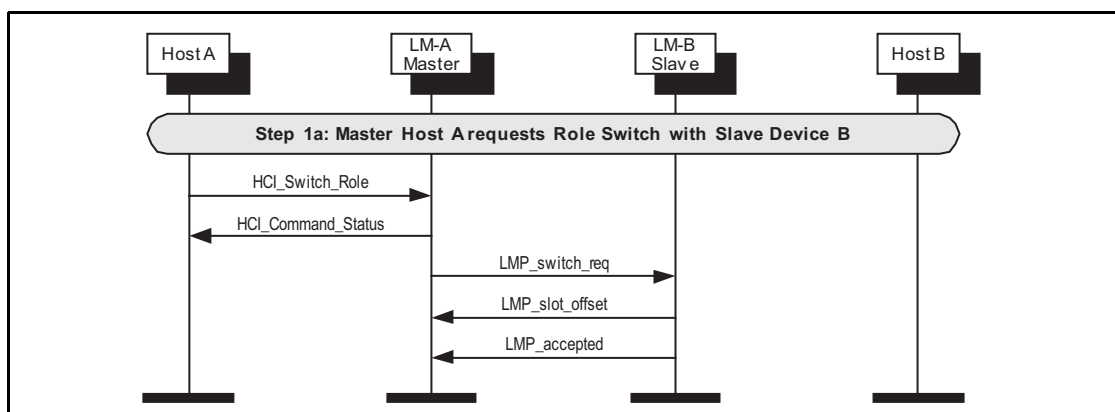 Host A
LM-A
Master
LM-B
Slave
Host B
Step 1a: Master Host A requests Role Switch with Slave Device B
HCI_Switch_Role
HCI_Command_Status
LMP_switch_req
LMP_slot_offset
LMP_accepted